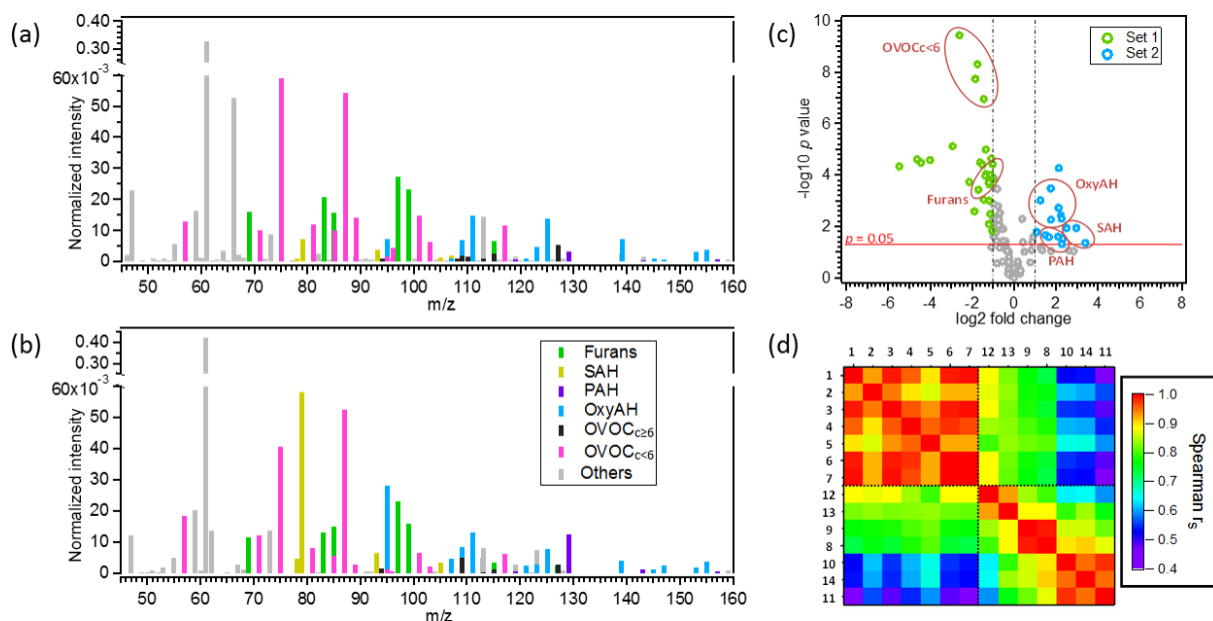 (a)
Normalized intensity
0.40
0.30
60x10⁻³
50
40
30
20
10
0
50 60 70 80 90 100 110 120 130 140 150 160
m/z
(b)
Normalized intensity
0.40
0.30
60x10⁻³
50
40
30
20
10
0
50 60 70 80 90 100 110 120 130 140 150 160
m/z
Furans
SAH
PAH
OxyAH
OVOCc≥6
OVOCc<6
Others
(c)
-log10 p value
10
8
6
4
2
0
-8 -6 -4 -2 0 2 4 6 8
log2 fold change
Set 1
Set 2
OVOCc<6
Furans
OxyAH
SAH
PAH
p = 0.05
(d)
1 2 3 4 5 6 7 12 13 9 8 10 14 11
1
2
3
4
5
6
7
12
13
9
8
10
14
11
1.0
0.9
0.8
0.7
0.6
0.5
0.4
Spearman rs